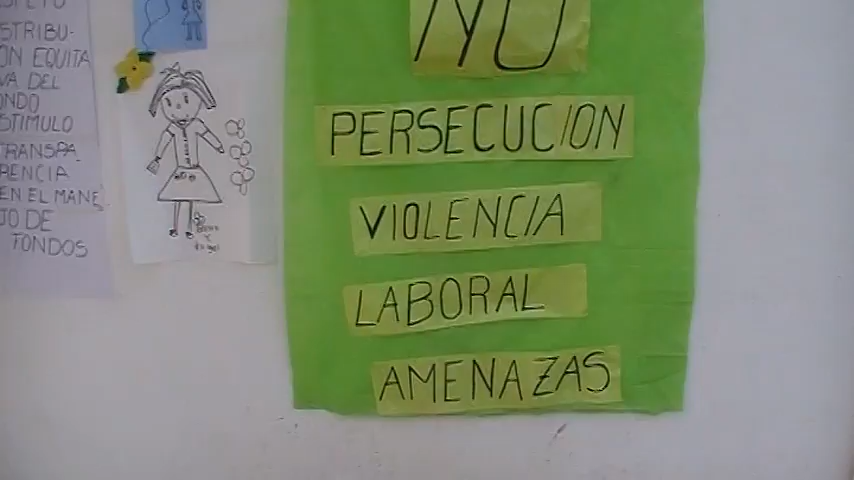 STRIBU-
ON EQUITA
VA DEL
ONDO
STIMULO
TRANSPA
RENCIA
EN EL MANE
JO DE
FONDOS
NO
PERSECUCION
VIOLENCIA
LABORAL
AMENAZAS